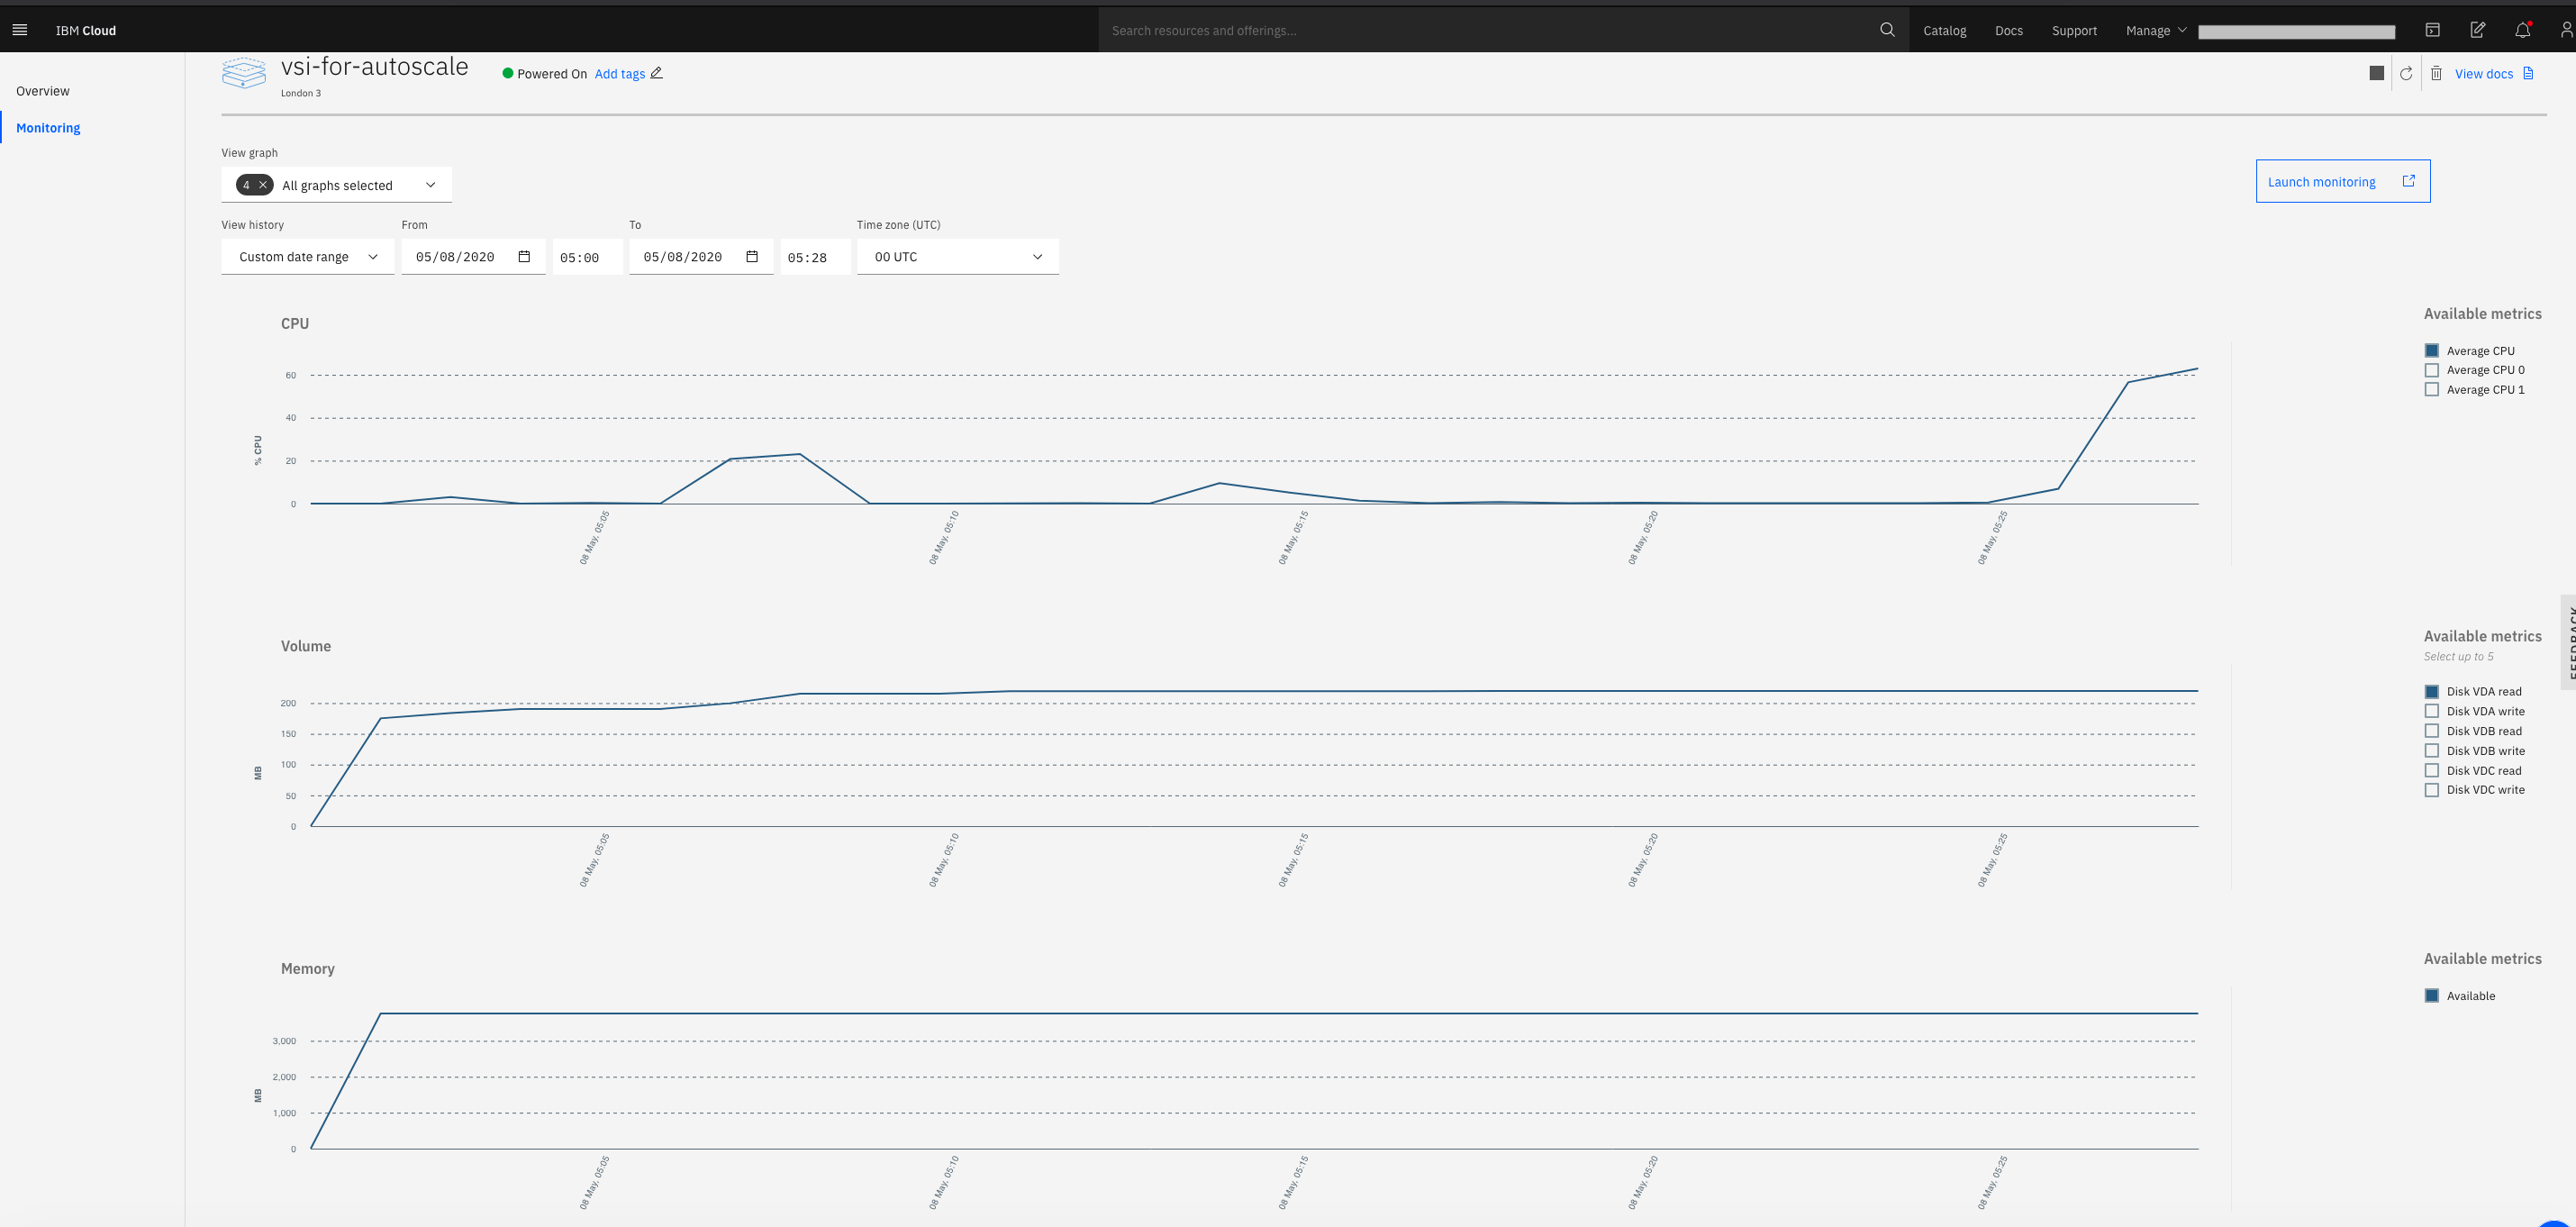 IBM Cloud
Search resources and offerings...
Catalog
Docs
Support
Manage
Overview
Monitoring
vsi-for-autoscale
London 3
Powered On
Add tags
View docs
View graph
4
All graphs selected
Launch monitoring
View history
From
To
Time zone (UTC)
Custom date range
05/08/2020
05:00
05/08/2020
05:28
00 UTC
CPU
% CPU
60
40
20
0
08 May, 05:05
08 May, 05:10
08 May, 05:15
08 May, 05:20
08 May, 05:25
Available metrics
Average CPU
Average CPU 0
Average CPU 1
Volume
MB
200
150
100
50
0
08 May, 05:05
08 May, 05:10
08 May, 05:15
08 May, 05:20
08 May, 05:25
Available metrics
Select up to 5
Disk VDA read
Disk VDA write
Disk VDB read
Disk VDB write
Disk VDC read
Disk VDC write
FEEDBACK
Memory
MB
3,000
2,000
1,000
0
08 May, 05:05
08 May, 05:10
08 May, 05:15
08 May, 05:20
08 May, 05:25
Available metrics
Available